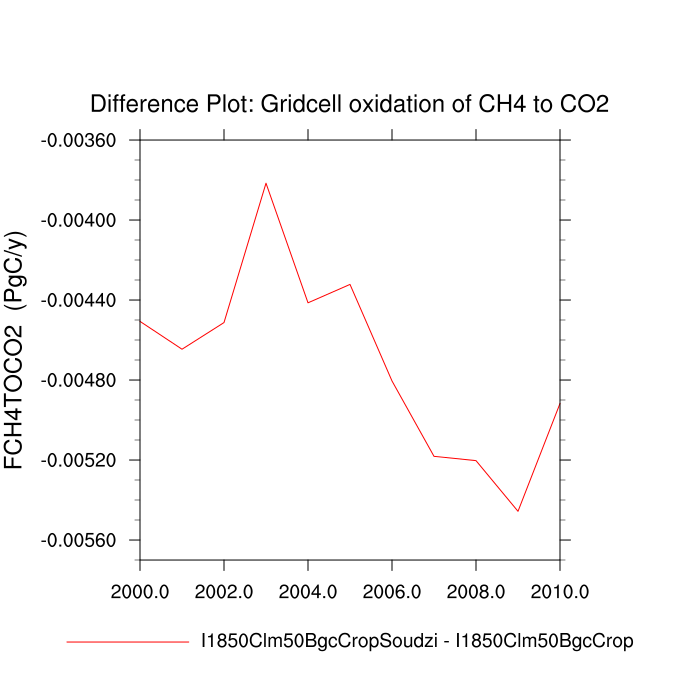 Difference Plot: Gridcell oxidation of CH4 to CO2
FCH4TOCO2 (PgC/y)
-0.00360
-0.00400
-0.00440
-0.00480
-0.00520
-0.00560
2000.0 2002.0 2004.0 2006.0 2008.0 2010.0
I1850Clm50BgcCropSoudzi - I1850Clm50BgcCrop